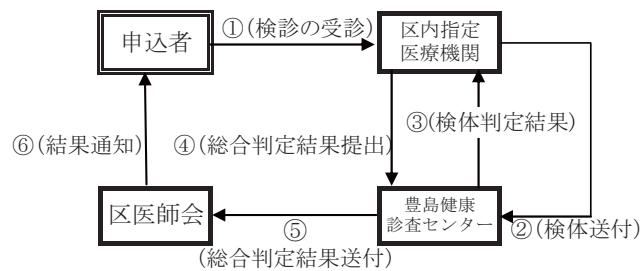 申込者
①(検診の受診)
区内指定
医療機関
③(検体判定結果)
⑥(結果通知)
④(総合判定結果提出)
区医師会
⑤
(総合判定結果送付)
豊島健康
診査センター
②(検体送付)